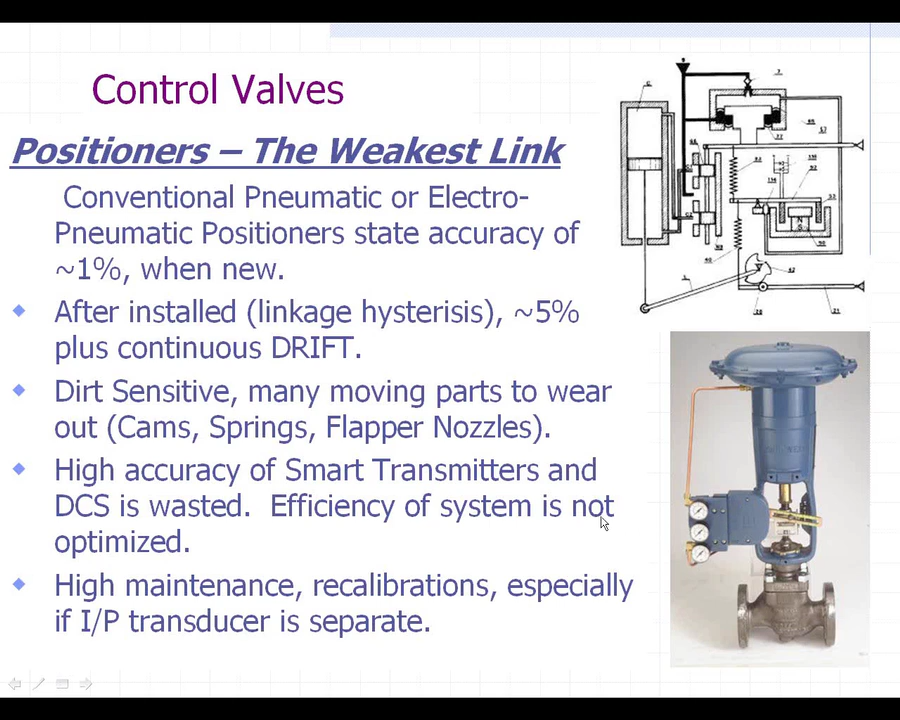 Control Valves
Positioners – The Weakest Link
Conventional Pneumatic or Electro-
Pneumatic Positioners state accuracy of
~1%, when new.
After installed (linkage hysterisis), ~5%
plus continuous DRIFT.
Dirt Sensitive, many moving parts to wear
out (Cams, Springs, Flapper Nozzles).
High accuracy of Smart Transmitters and
DCS is wasted.  Efficiency of system is not
optimized.
High maintenance, recalibrations, especially
if I/P transducer is separate.